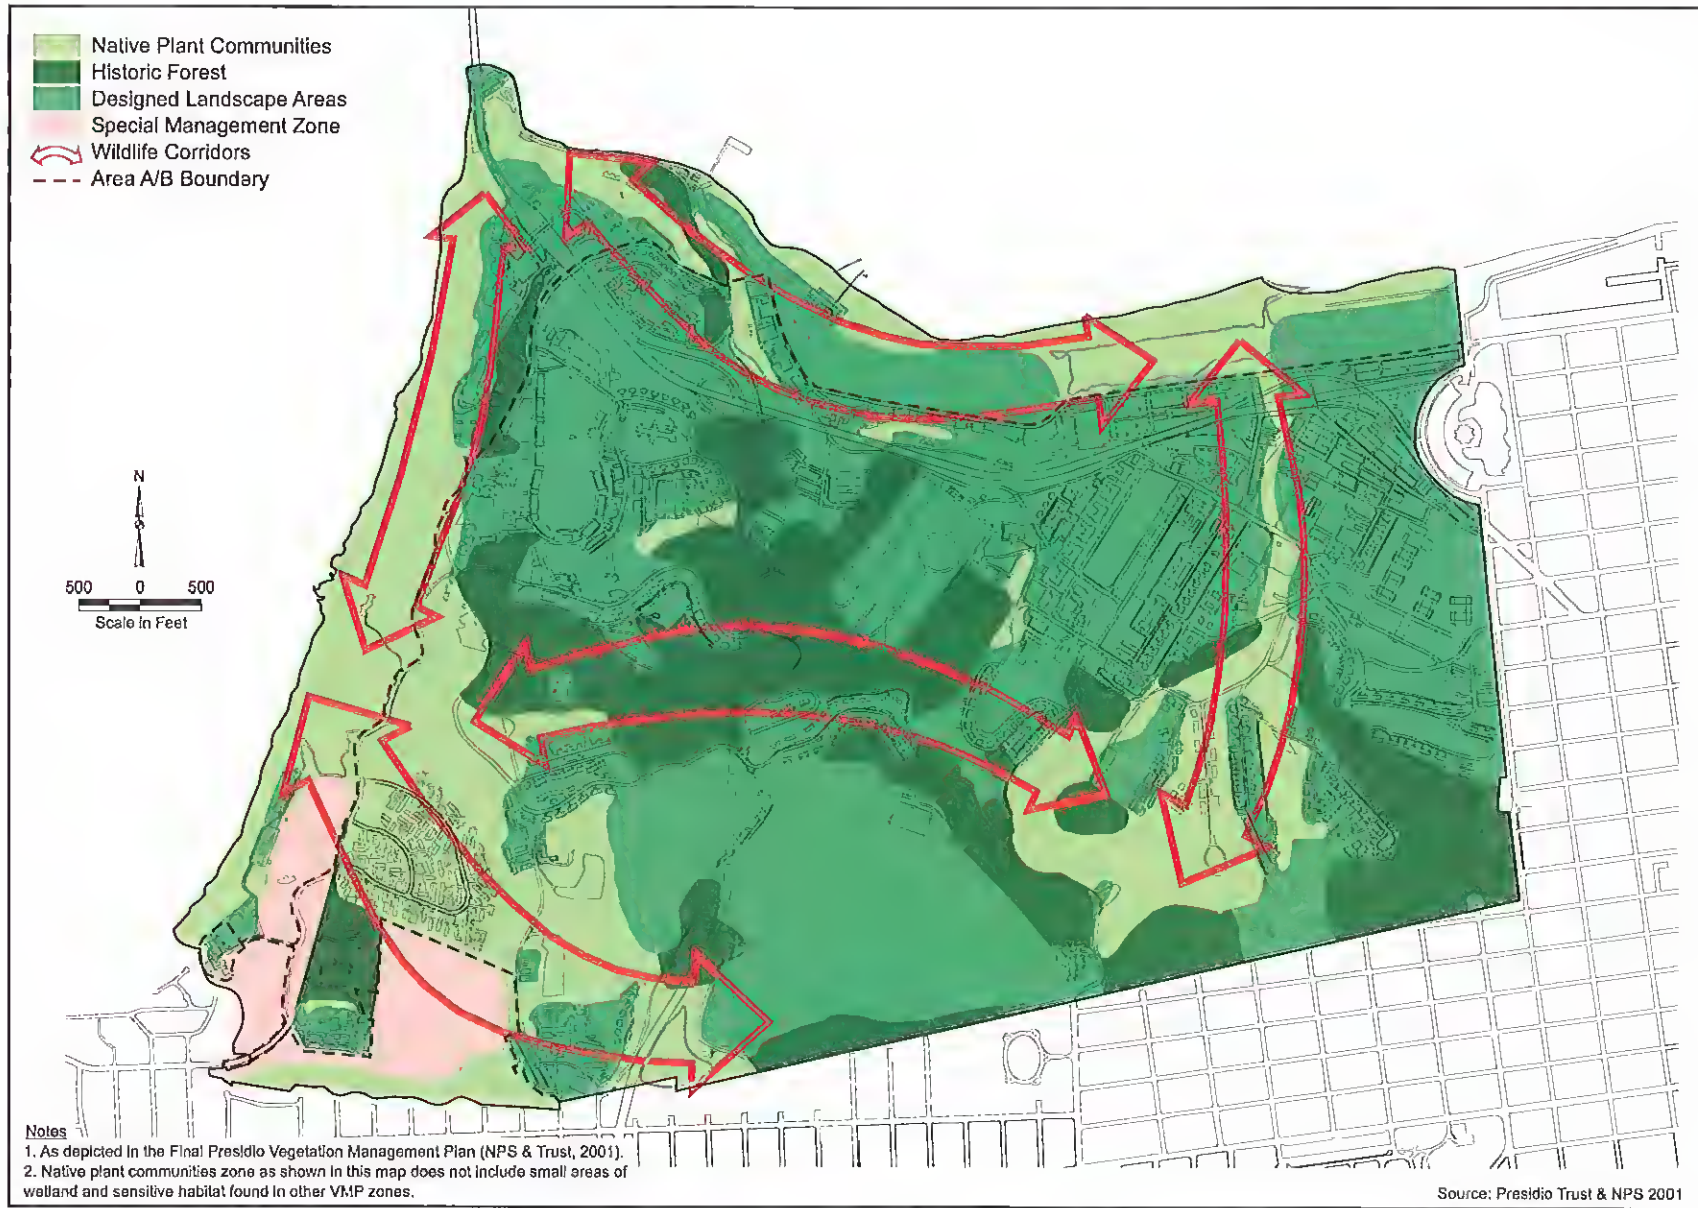 Native Plant Communities
Historic Forest
Designed Landscape Areas
Special Management Zone
Wildlife Corridors
Area A/B Boundary
N
500 0 500
Scale in Feet
Notes
1. As depicted in the Final Presidio Vegetation Management Plan (NPS & Trust, 2001).
2. Native plant communities zone as shown in this map does not include small areas of
wetland and sensitive habitat found in other VMP zones.
Source: Presidio Trust & NPS 2001